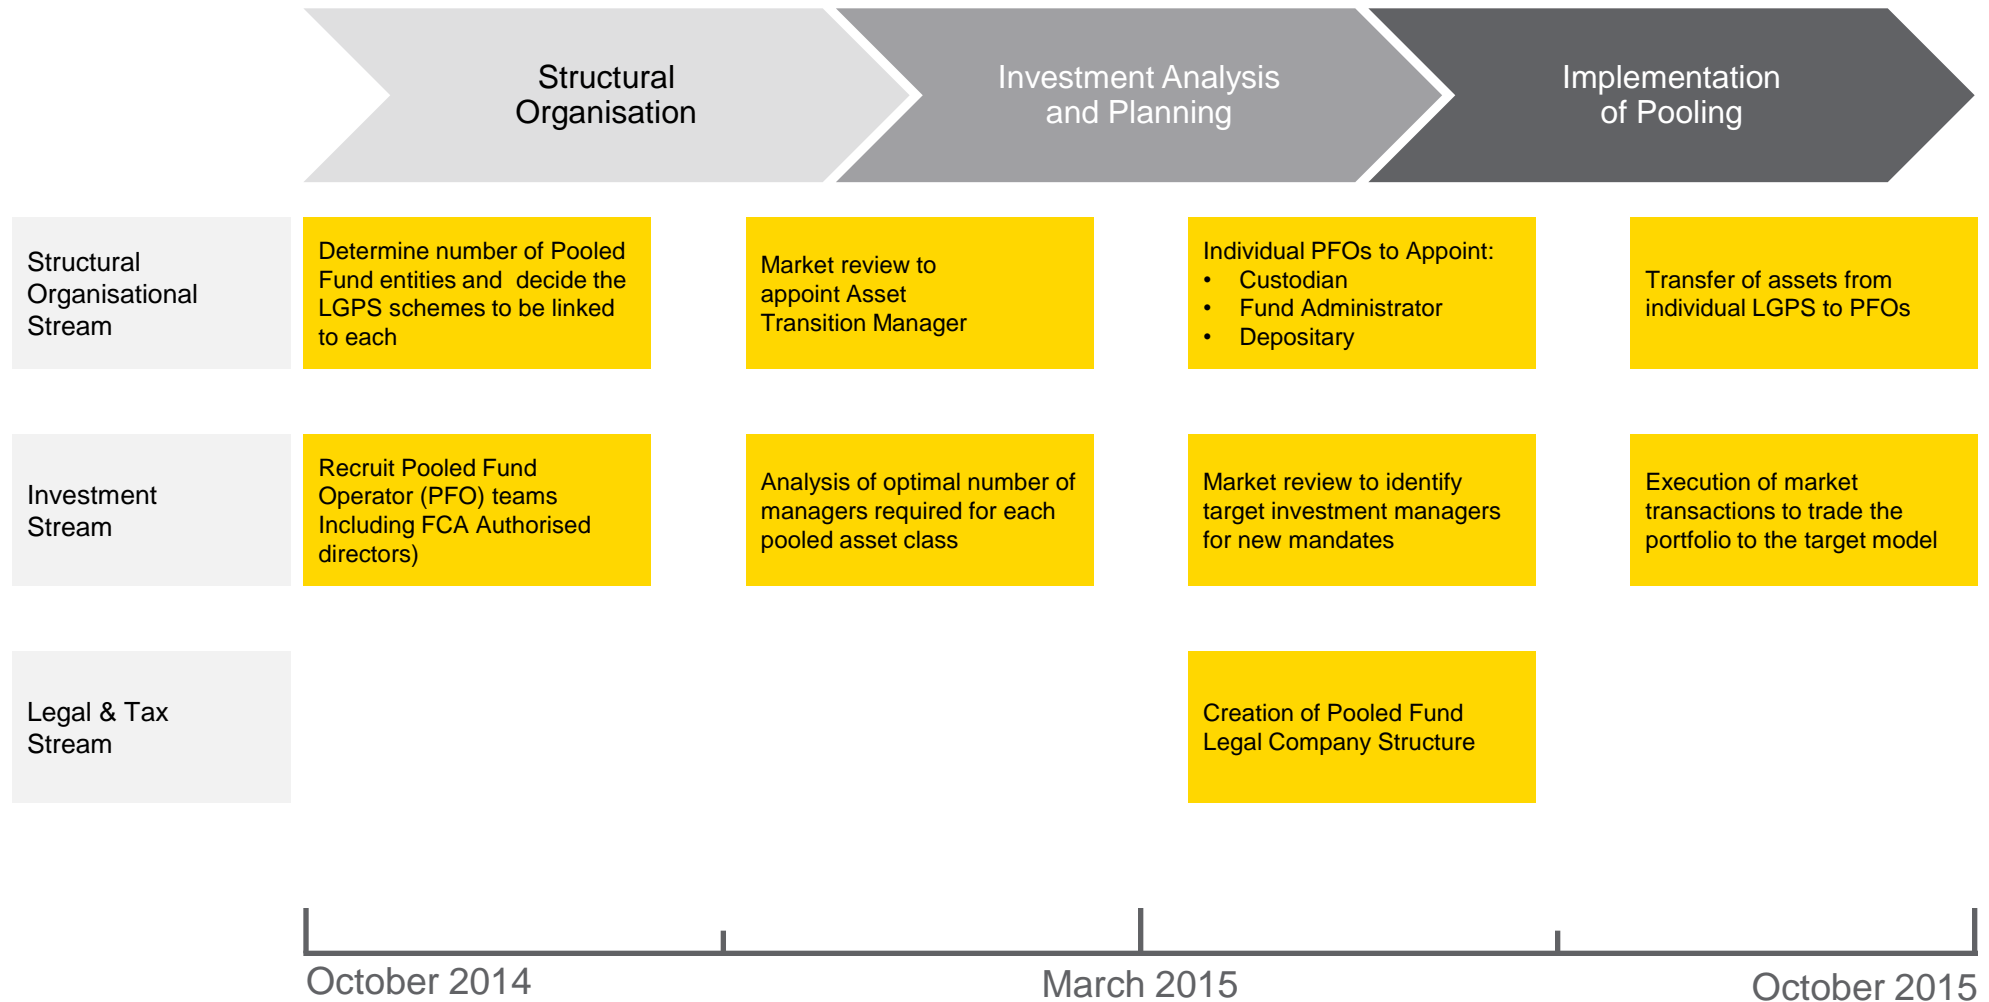 Structural
Organisation
Investment Analysis
and Planning
Implementation
of Pooling
Structural
Organisational
Stream
Determine number of Pooled
Fund entities and  decide the
LGPS schemes to be linked
to each
Market review to
appoint Asset
Transition Manager
Individual PFOs to Appoint:
• Custodian
• Fund Administrator
• Depositary
Transfer of assets from
individual LGPS to PFOs
Investment
Stream
Recruit Pooled Fund
Operator (PFO) teams
Including FCA Authorised
directors)
Analysis of optimal number of
managers required for each
pooled asset class
Market review to identify
target investment managers
for new mandates
Execution of market
transactions to trade the
portfolio to the target model
Legal & Tax
Stream
Creation of Pooled Fund
Legal Company Structure
October 2014
March 2015
October 2015